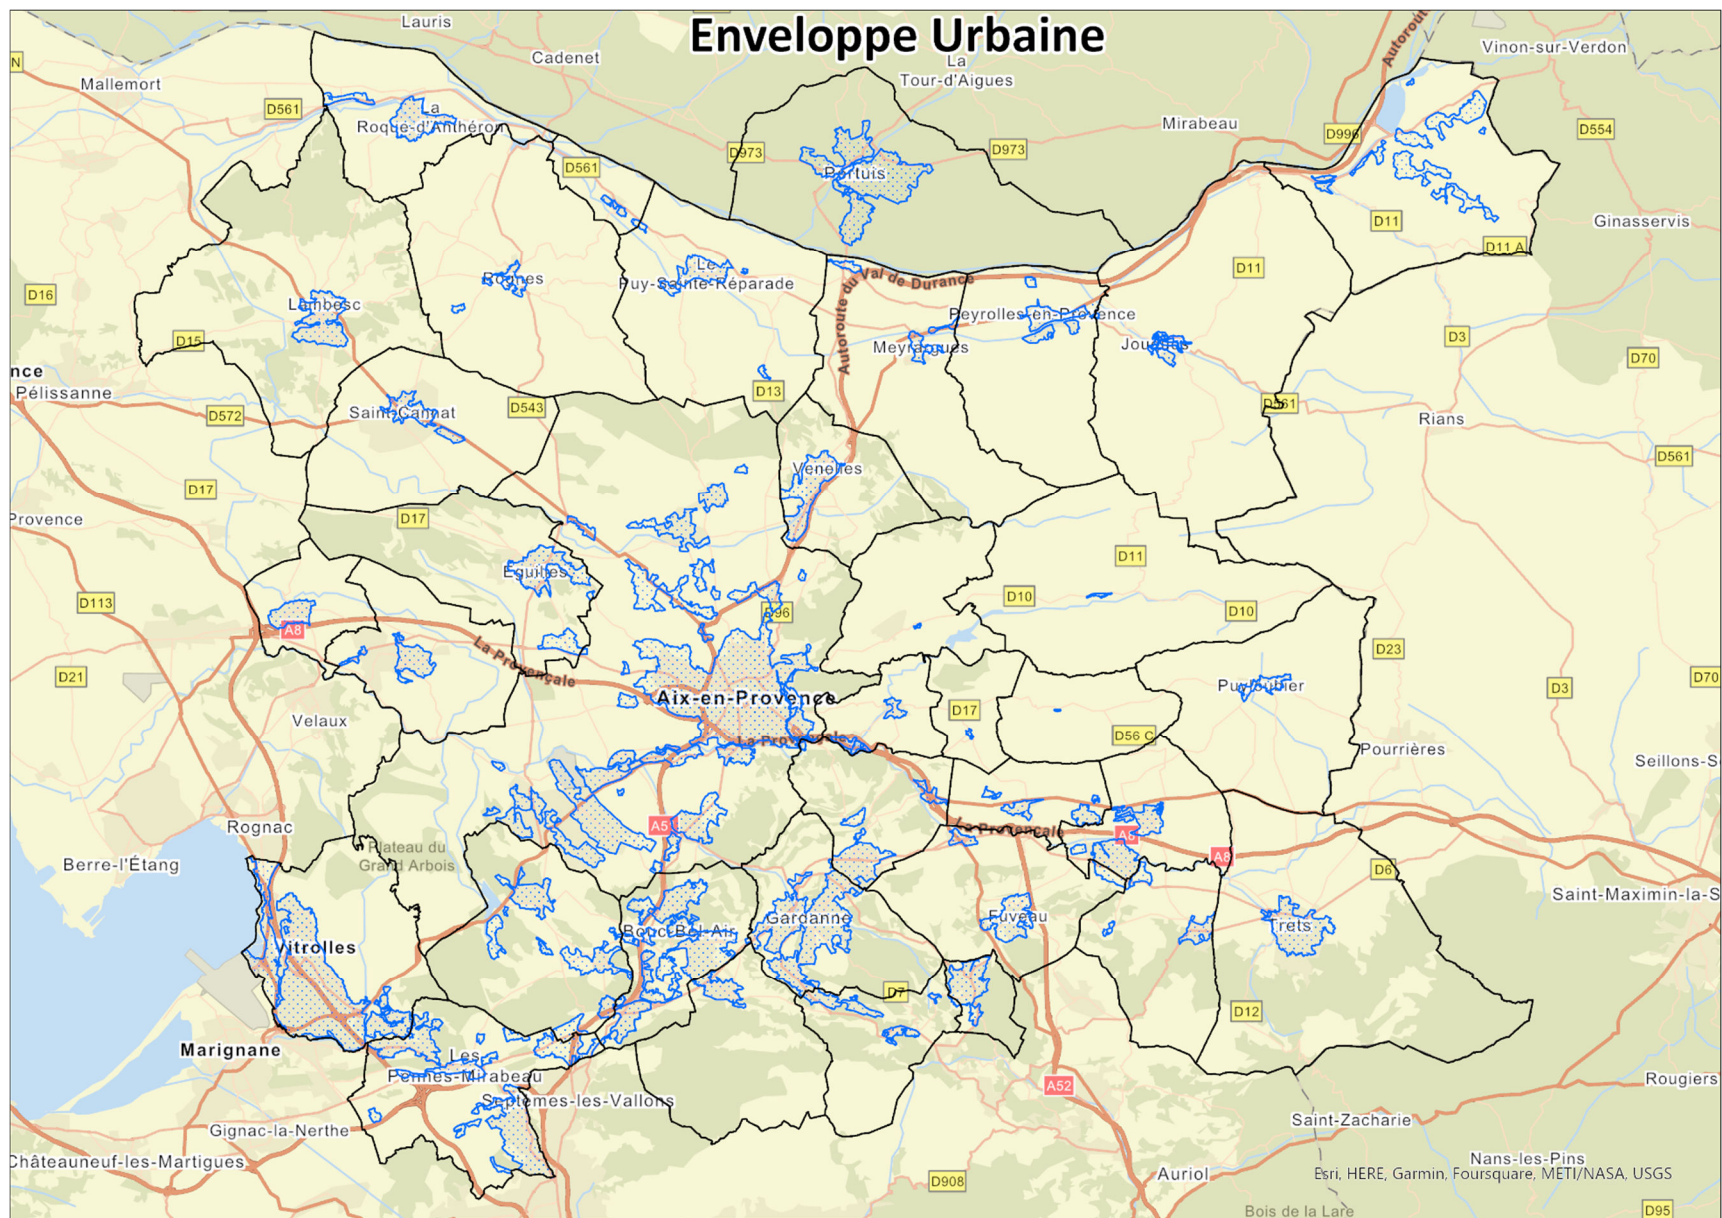 Enveloppe Urbaine
Lauris
Cadenet
La
Tour-d'Aigues
Vinon-sur-Verdon
Autoroute
N
Mallemort
D561
La
Roque-d'Anthéron
D973
D973
Mirabeau
D996
D554
D561
Pertuis
D11
Ginasservis
D11 A
D16
Rognes
Le
Puy-Sainte-Réparade
Autoroute du Val de Durance
D11
Lambesc
D15
Peyrolles-en-Provence
Meyrargues
Jouques
D3
D70
nce
Pélissanne
D572
Saint-Cannat
D543
D13
D561
Rians
D561
D17
Venelles
Provence
D17
D11
Éguilles
D113
D96
D10
D10
A8
La Provençale
D23
D21
D3
D70
Puyloubier
Aix-en-Provence
Velaux
D17
D56 C
La Provençale
Pourrières
Seillons-S
Rognac
A5
La Provençale
A8
Plateau du
Grand Arbois
Berre-l'Étang
D6
Saint-Maximin-la-S
Gardanne
Fuveau
Trets
Bouc-Bel-Air
Vitrolles
D7
D12
Marignane
Les
Pennes-Mirabeau
A52
Rougiers
Septèmes-les-Vallons
Gignac-la-Nerthe
Saint-Zacharie
Châteauneuf-les-Martigues
Nans-les-Pins
D908
Auriol
Esri, HERE, Garmin, Foursquare, METI/NASA, USGS
Bois de la Lare
D95